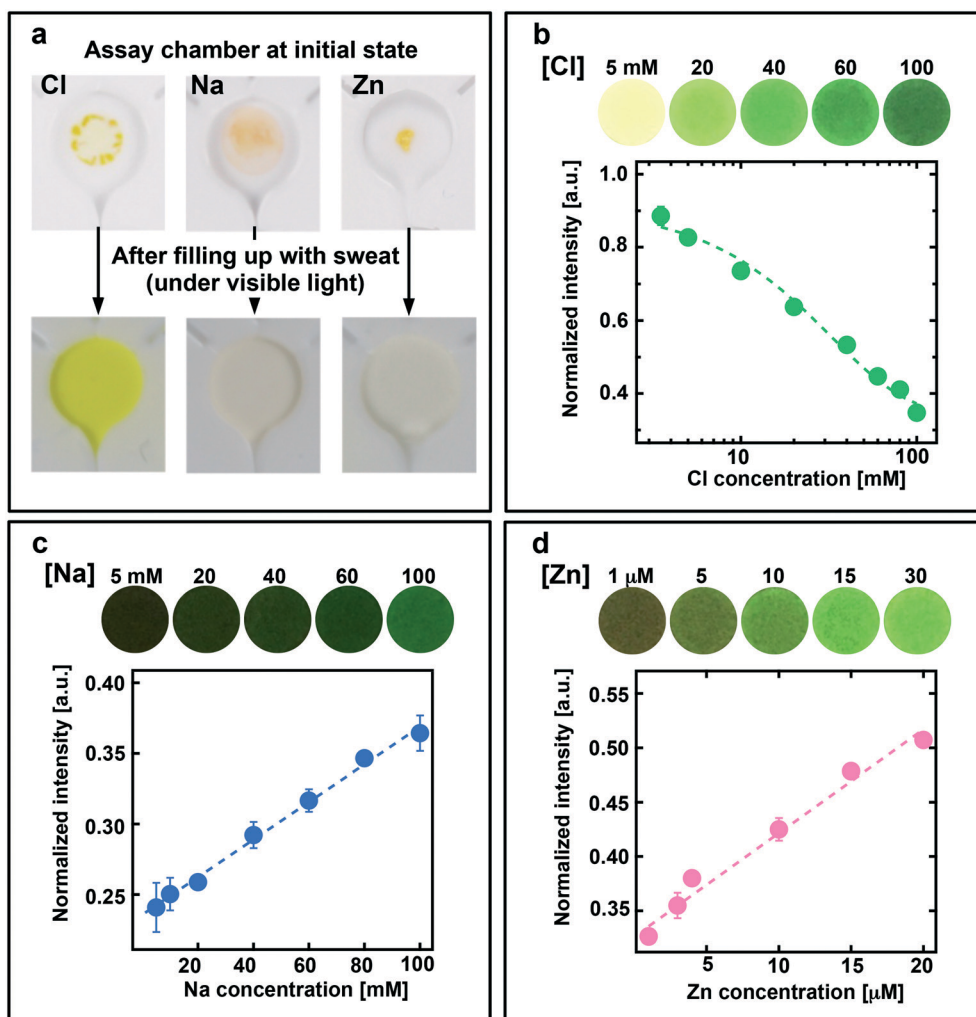 a
Assay chamber at initial state
Cl Na Zn
After filling up with sweat
(under visible light)
b
[Cl] 5 mM 20 40 60 100
Normalized intensity [a.u.]
1.0
0.8
0.6
0.4
10 100
Cl concentration [mM]
c
[Na] 5 mM 20 40 60 100
Normalized intensity [a.u.]
0.40
0.35
0.30
0.25
20 40 60 80 100
Na concentration [mM]
d
[Zn] 1 μM 5 10 15 30
Normalized intensity [a.u.]
0.55
0.50
0.45
0.40
0.35
5 10 15 20
Zn concentration [μM]